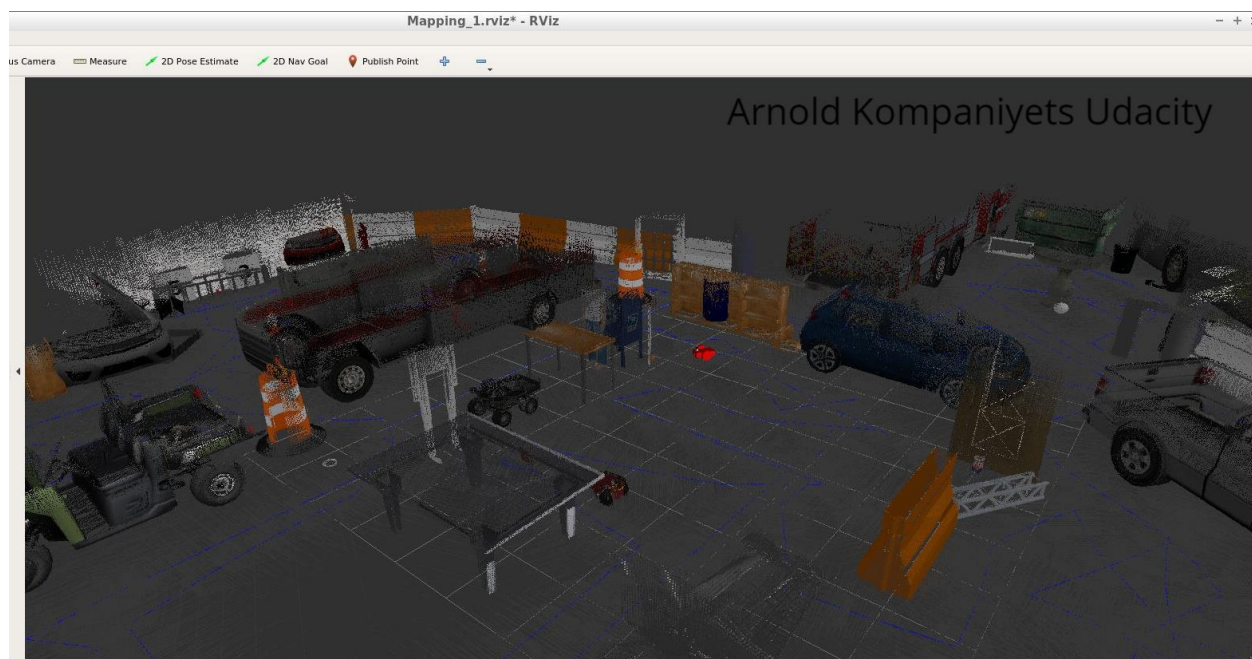 Mapping_1.rviz* - RViz
us Camera Measure 2D Pose Estimate 2D Nav Goal Publish Point
Arnold Kompaniyets Udacity